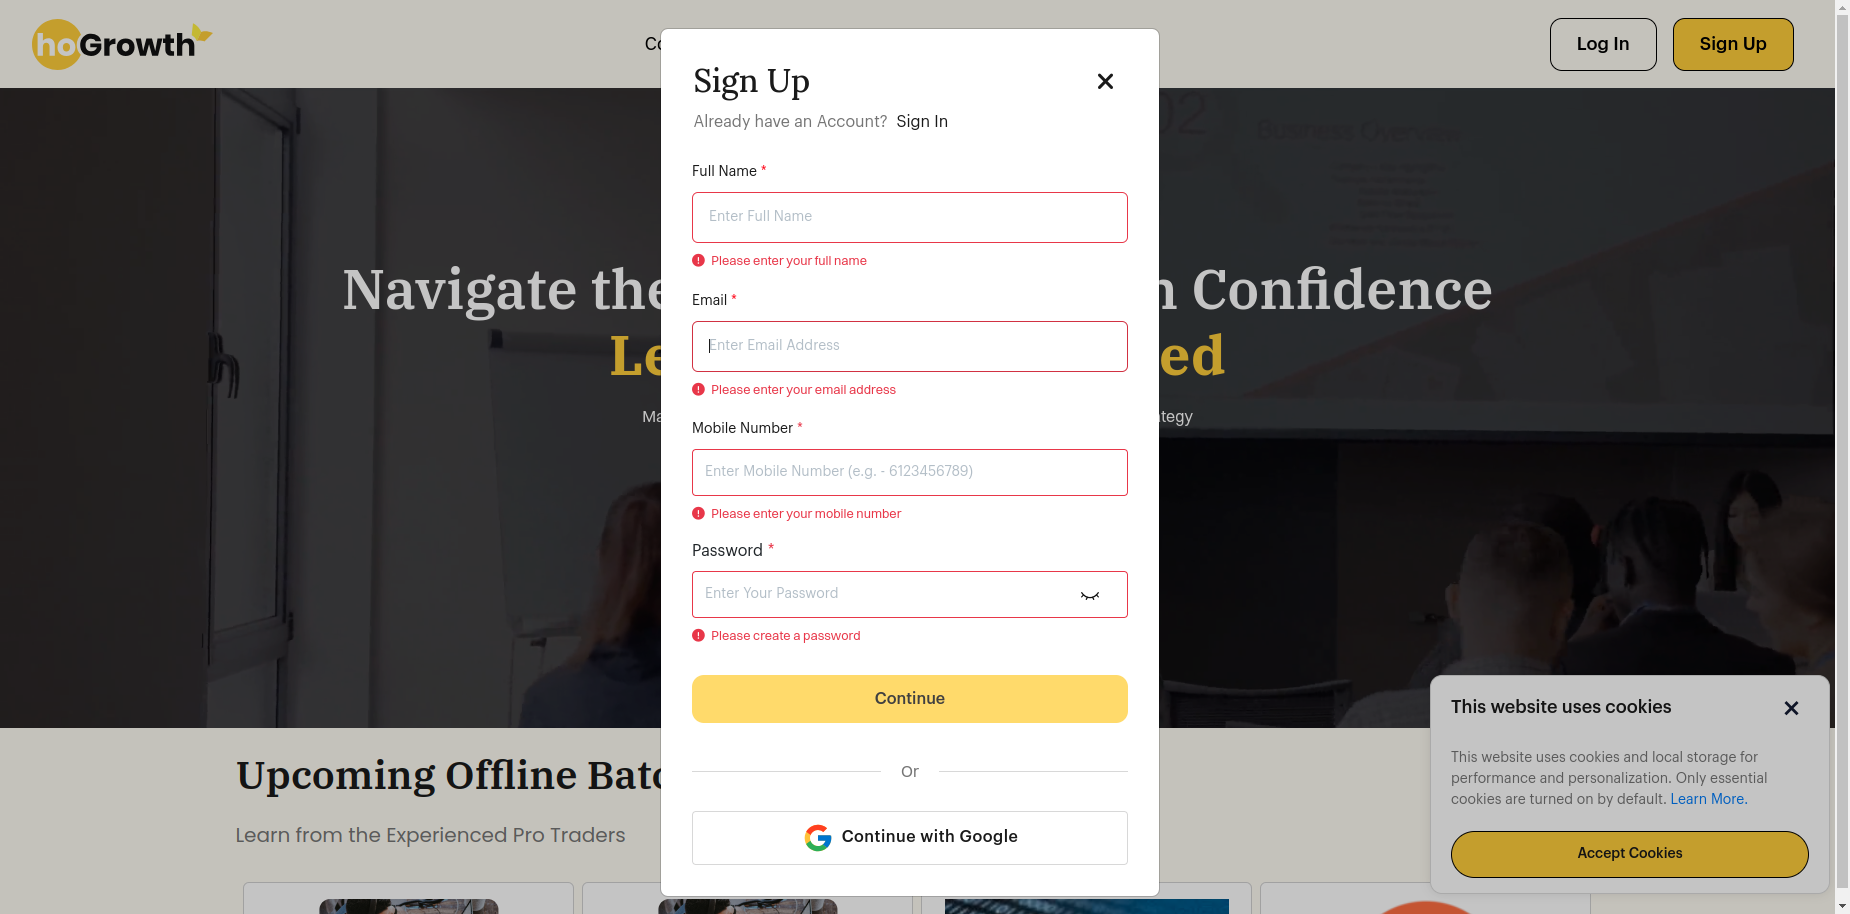 hoGrowth
Co
Log In
Sign Up
Sign Up
Already have an Account? Sign In
Full Name *
Enter Full Name
Please enter your full name
Email *
Enter Email Address
Please enter your email address
Mobile Number *
Enter Mobile Number (e.g. - 6123456789)
Please enter your mobile number
Password *
Enter Your Password
Please create a password
Continue
Or
Continue with Google
Navigate the
n Confidence
Le
ed
Ma
tegy
02
Business Overview
Upcoming Offline Batc
Learn from the Experienced Pro Traders
This website uses cookies
This website uses cookies and local storage for
performance and personalization. Only essential
cookies are turned on by default. Learn More.
Accept Cookies